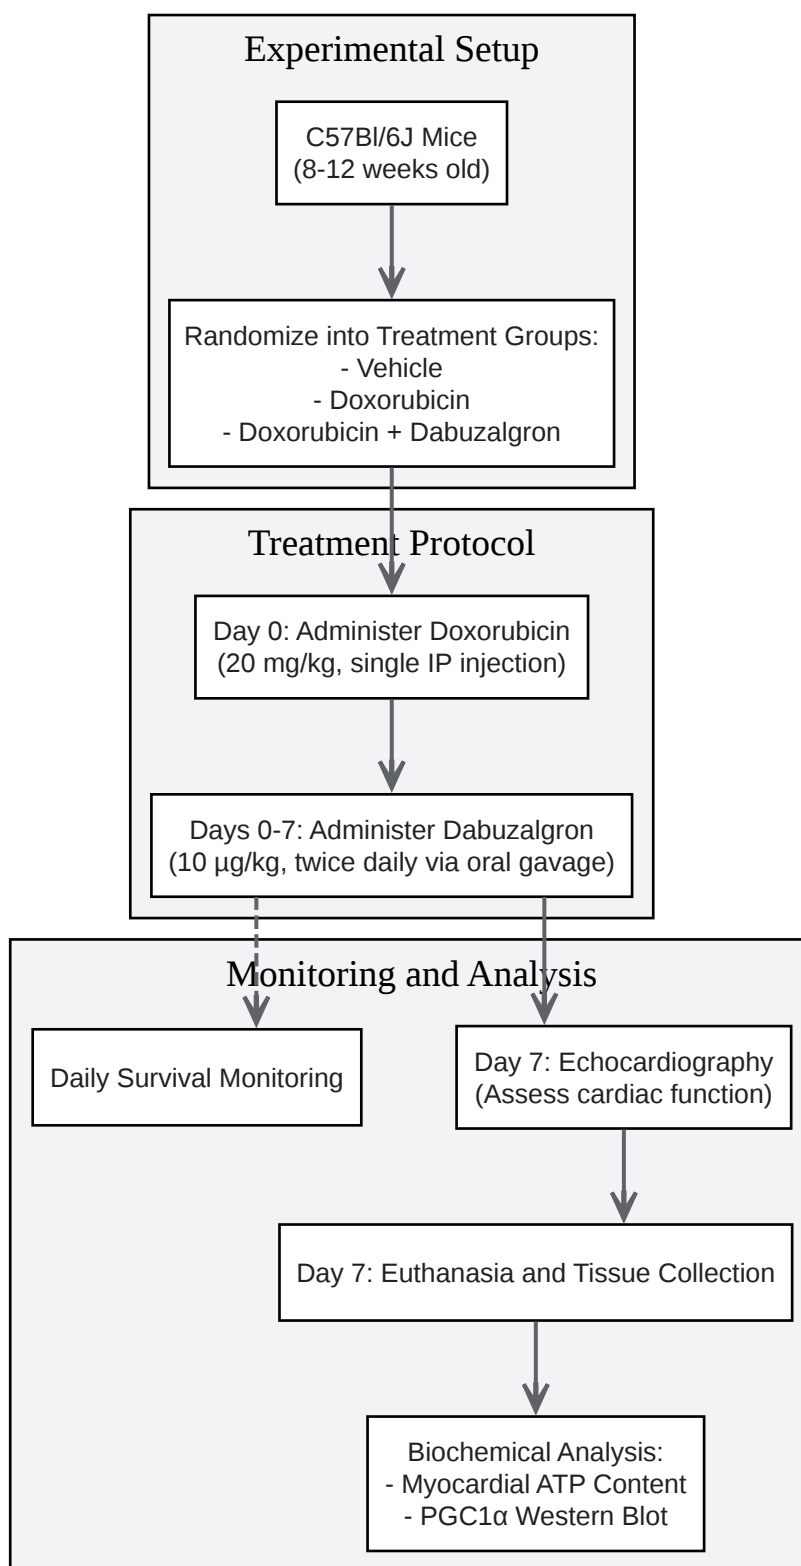 Experimental Setup
C57Bl/6J Mice
(8-12 weeks old)
Randomize into Treatment Groups:
- Vehicle
- Doxorubicin
- Doxorubicin + Dabuzalgron
Treatment Protocol
Day 0: Administer Doxorubicin
(20 mg/kg, single IP injection)
Days 0-7: Administer Dabuzalgron
(10 µg/kg, twice daily via oral gavage)
Monitoring and Analysis
Daily Survival Monitoring
Day 7: Echocardiography
(Assess cardiac function)
Day 7: Euthanasia and Tissue Collection
Biochemical Analysis:
- Myocardial ATP Content
- PGC1α Western Blot